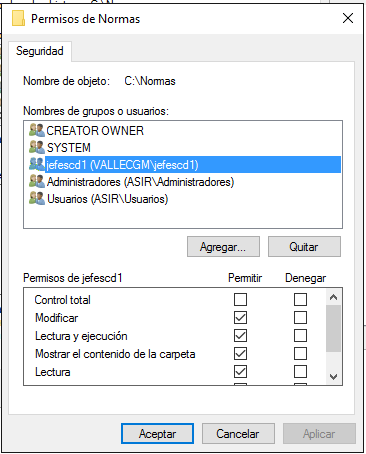 Permisos de Normas
Seguridad
Nombre de objeto: C:\Normas
Nombres de grupos o usuarios:
CREATOR OWNER
SYSTEM
jefescd1 (VALLECGM\jefescd1)
Administradores (ASIR\Administradores)
Usuarios (ASIR\Usuarios)
Agregar... Quitar
Permisos de jefescd1 Permitir Denegar
Control total
Modificar
Lectura y ejecución
Mostrar el contenido de la carpeta
Lectura
Aceptar Cancelar Aplicar